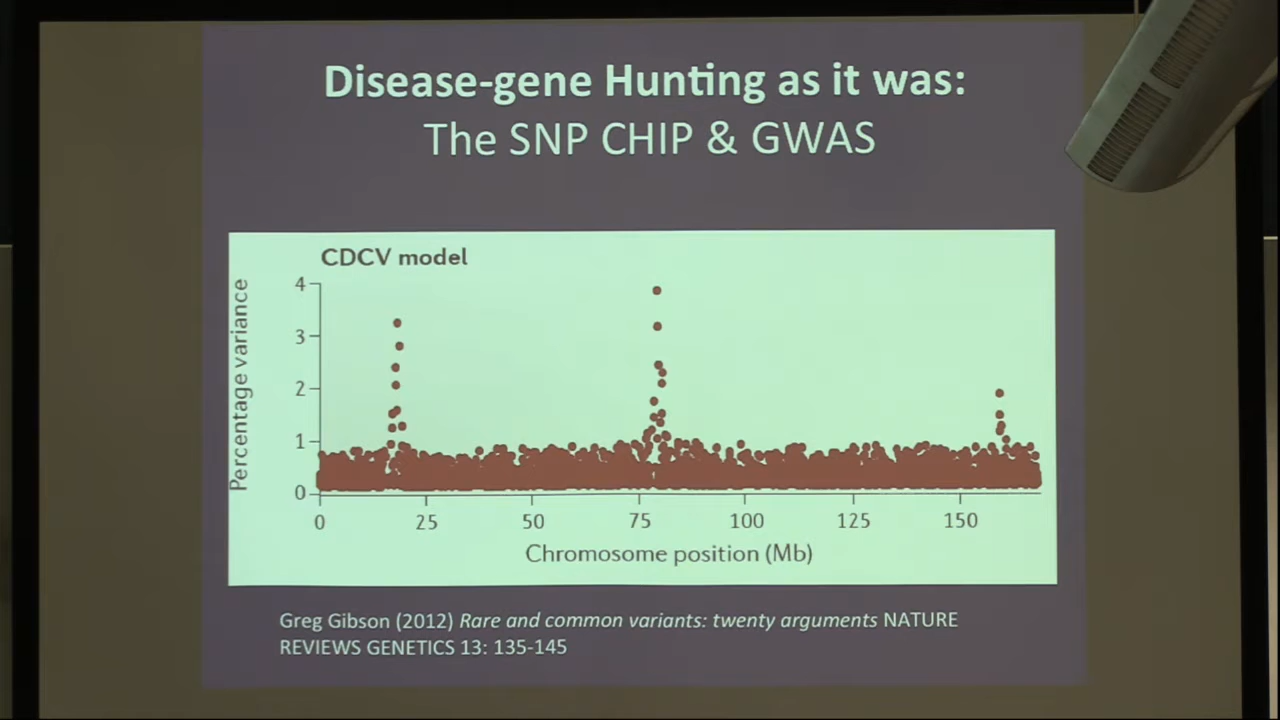 Disease-gene Hunting as it was:
The SNP CHIP & GWAS
CDCV model
Percentage variance
4
3
2
1
0
0 25 50 75 100 125 150
Chromosome position (Mb)
Greg Gibson (2012) Rare and common variants: twenty arguments NATURE
REVIEWS GENETICS 13: 135-145